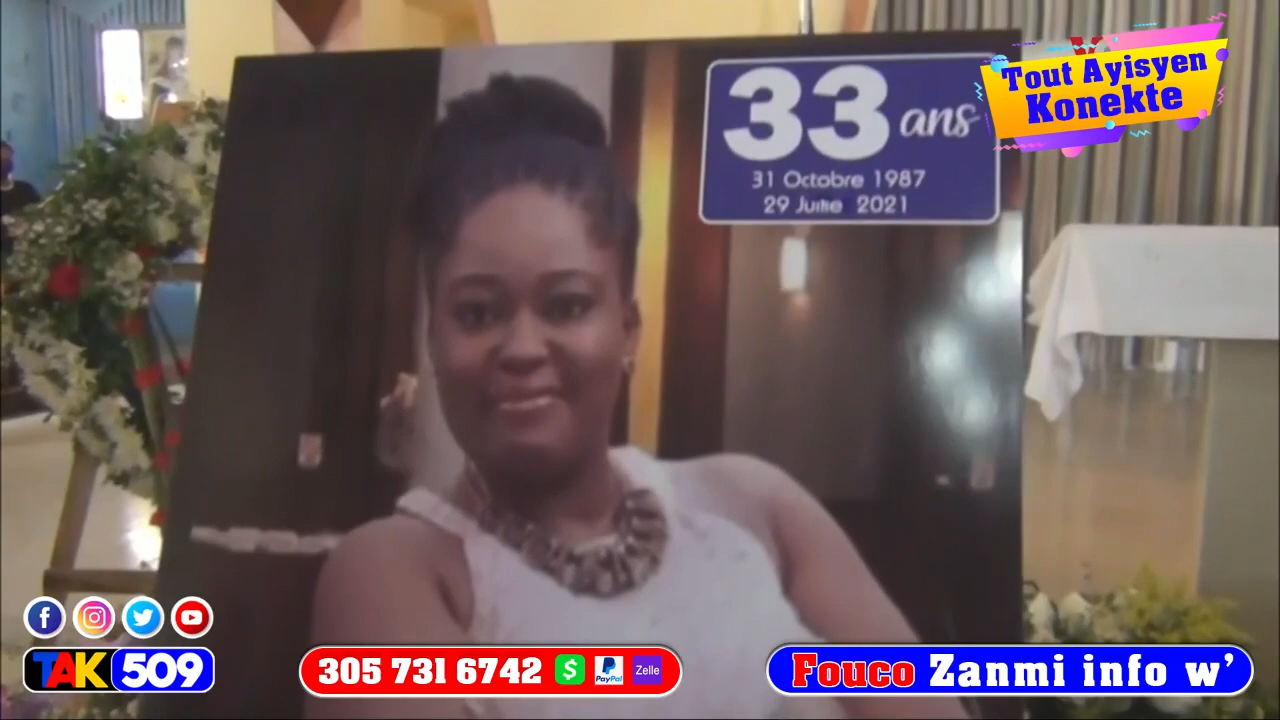 33 ans
31 Octobre 1987
29 June 2021
Tout Ayisyen
Konekte
TAK 509
305 731 6742
PayPal
Zelle
Fouco Zanmi info w'